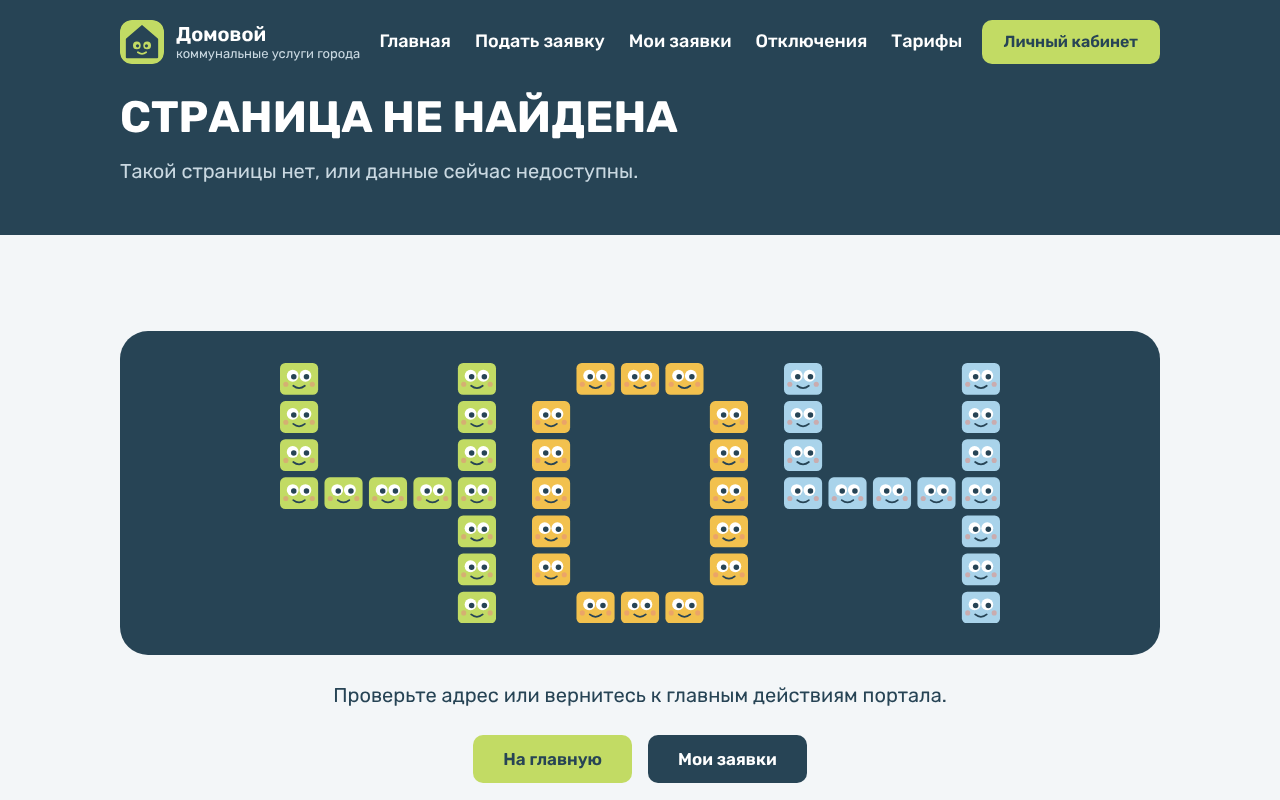 Домовой
коммунальные услуги города
Главная
Подать заявку
Мои заявки
Отключения
Тарифы
Личный кабинет
СТРАНИЦА НЕ НАЙДЕНА
Такой страницы нет, или данные сейчас недоступны.
404
Проверьте адрес или вернитесь к главным действиям портала.
На главную
Мои заявки